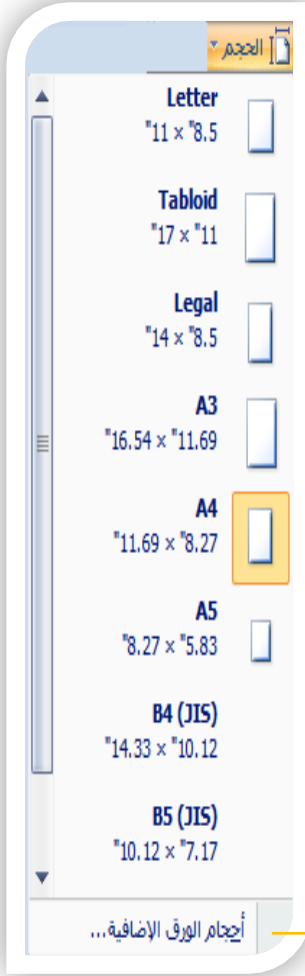 الحجم
Letter
8.5" × 11"
Tabloid
11" × 17"
Legal
8.5" × 14"
A3
11.69" × 16.54"
A4
8.27" × 11.69"
A5
5.83" × 8.27"
B4 (JIS)
10.12" × 14.33"
B5 (JIS)
7.17" × 10.12"
أحجام الورق الإضافية...